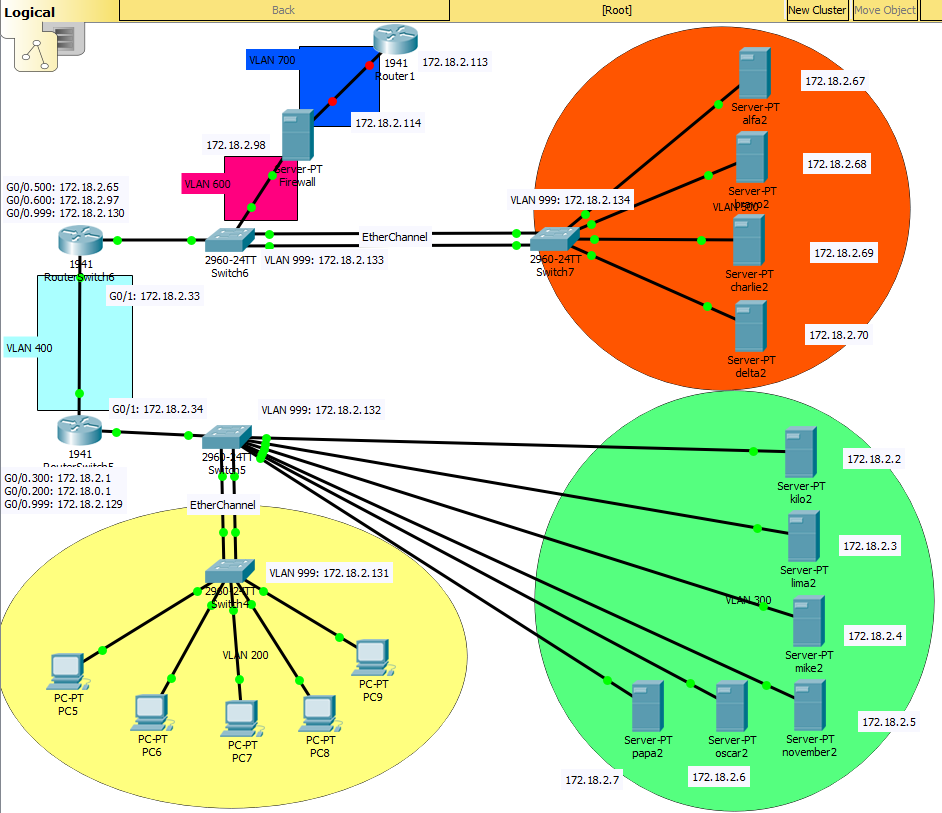 Logical
Back
[Root]
New Cluster
Move Object
VLAN 700
1941
Router1
172.18.2.113
172.18.2.114
172.18.2.98
Server-PT
Firewall
VLAN 600
G0/0.500: 172.18.2.65
G0/0.600: 172.18.2.97
G0/0.999: 172.18.2.130
1941
RouterSwitch6
2960-24TT
Switch6
EtherChannel
VLAN 999: 172.18.2.133
VLAN 999: 172.18.2.134
2960-24TT
Switch7
Server-PT
alfa2
172.18.2.67
Server-PT
bravo2
172.18.2.68
VLAN 500
Server-PT
charlie2
172.18.2.69
Server-PT
delta2
172.18.2.70
G0/1: 172.18.2.33
VLAN 400
G0/1: 172.18.2.34
1941
RouterSwitch5
G0/0.300: 172.18.2.1
G0/0.200: 172.18.0.1
G0/0.999: 172.18.2.129
VLAN 999: 172.18.2.132
2960-24TT
Switch5
EtherChannel
VLAN 999: 172.18.2.131
2960-24TT
Switch4
VLAN 200
PC-PT
PC5
PC-PT
PC6
PC-PT
PC7
PC-PT
PC8
PC-PT
PC9
Server-PT
kilo2
172.18.2.2
Server-PT
lima2
172.18.2.3
VLAN 300
Server-PT
mike2
172.18.2.4
Server-PT
november2
172.18.2.5
Server-PT
oscar2
172.18.2.6
Server-PT
papa2
172.18.2.7